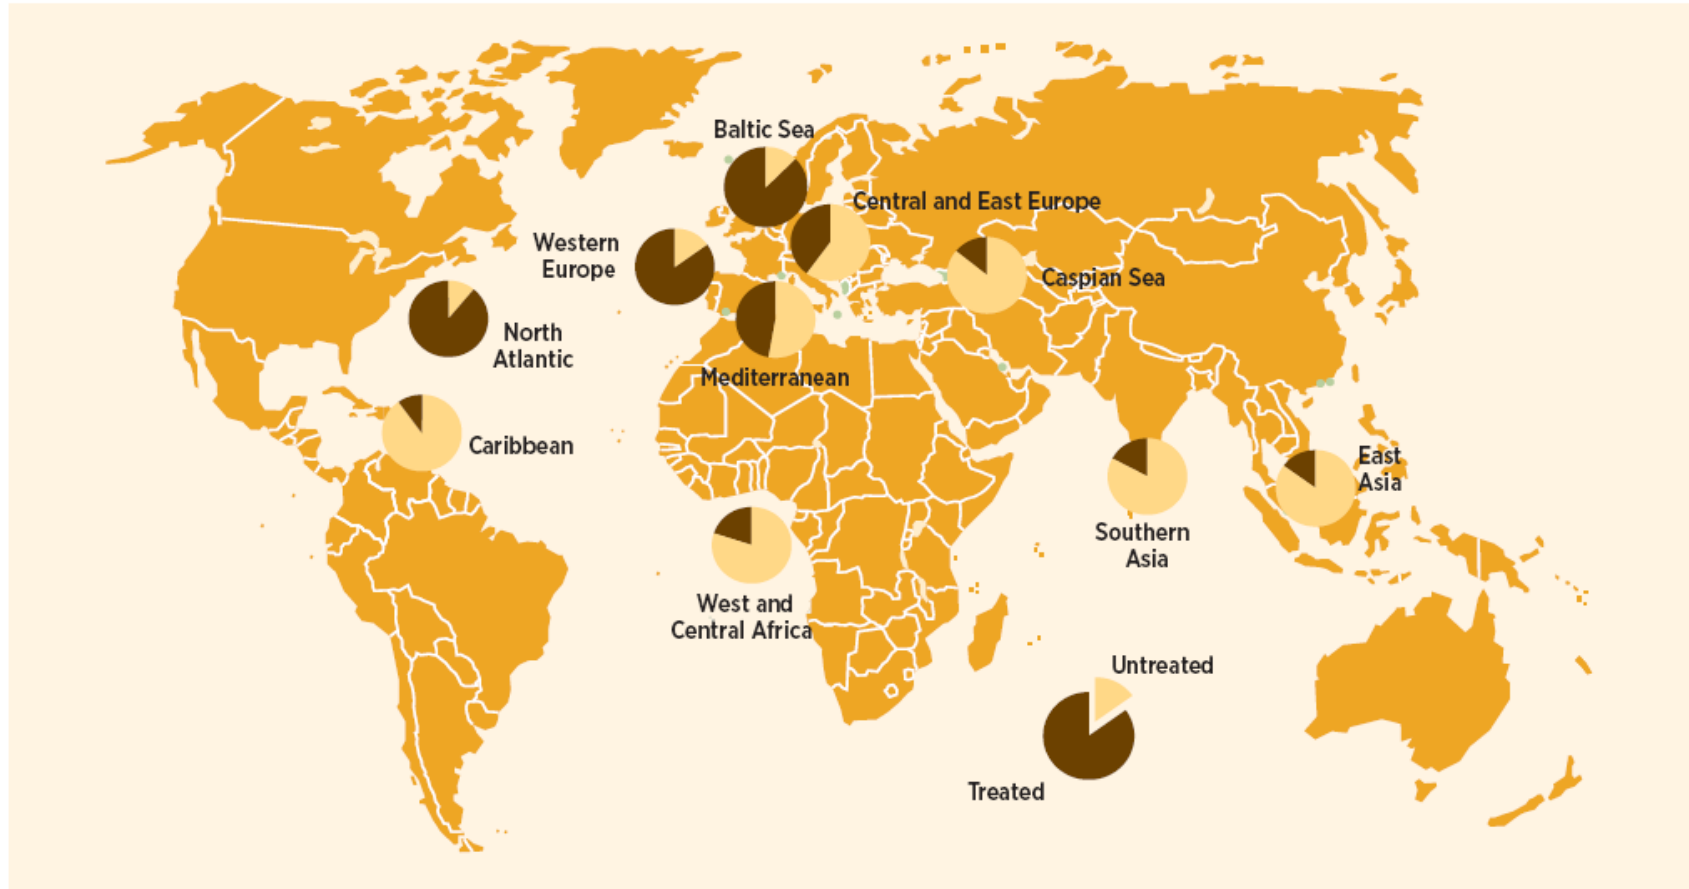 Baltic Sea
Central and East Europe
Western
Europe
Caspian Sea
North
Atlantic
Mediterranean
Caribbean
East
Asia
Southern
Asia
West and
Central Africa
Untreated
Treated